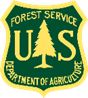 FOREST SERVICE
U S
DEPARTMENT OF AGRICULTURE